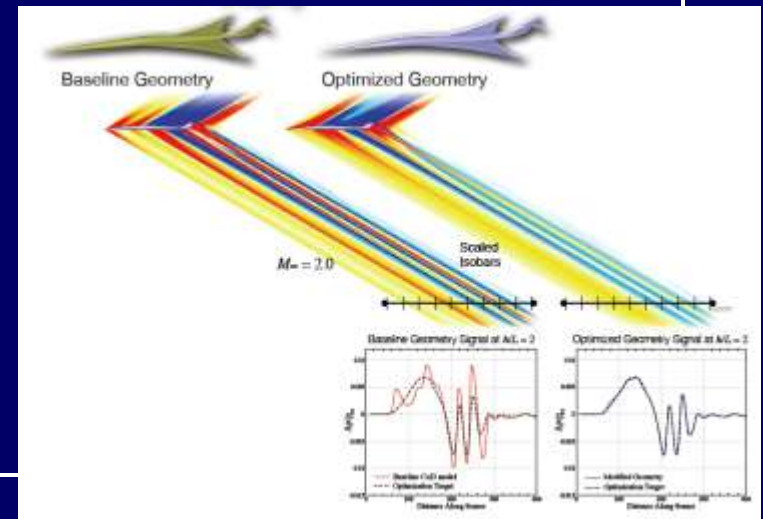 Baseline Geometry
Optimized Geometry
M∞ = 2.0
Scaled
Isobars
Baseline Geometry Signal at h/L = 2
Optimized Geometry Signal at h/L = 2
Baseline CAD model
Optimization Target
Modified Geometry
Optimization Target
Distance Along Sensor
Distance Along Sensor